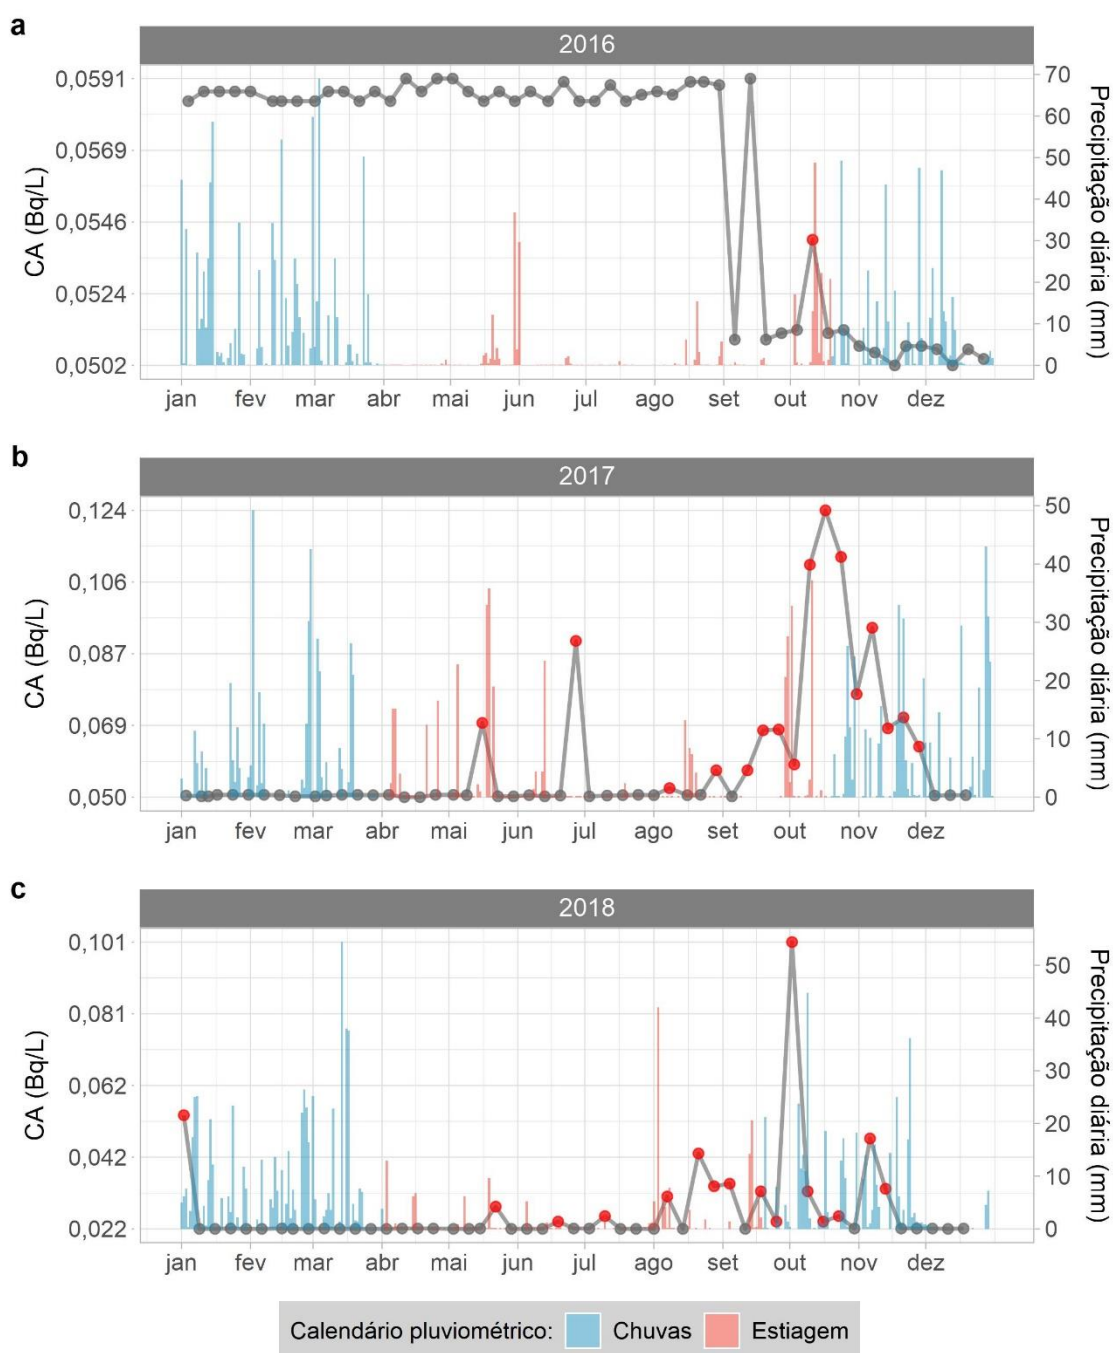 a
2016
CA (Bq/L)
0,0591
0,0569
0,0546
0,0524
0,0502
70
60
50
40
30
20
10
0
Precipitação diária (mm)
jan fev mar abr mai jun jul ago set out nov dez
b
2017
CA (Bq/L)
0,124
0,106
0,087
0,069
0,050
50
40
30
20
10
0
Precipitação diária (mm)
jan fev mar abr mai jun jul ago set out nov dez
c
2018
CA (Bq/L)
0,101
0,081
0,062
0,042
0,022
50
40
30
20
10
0
Precipitação diária (mm)
jan fev mar abr mai jun jul ago set out nov dez
Calendário pluviométrico: Chuvas Estiagem